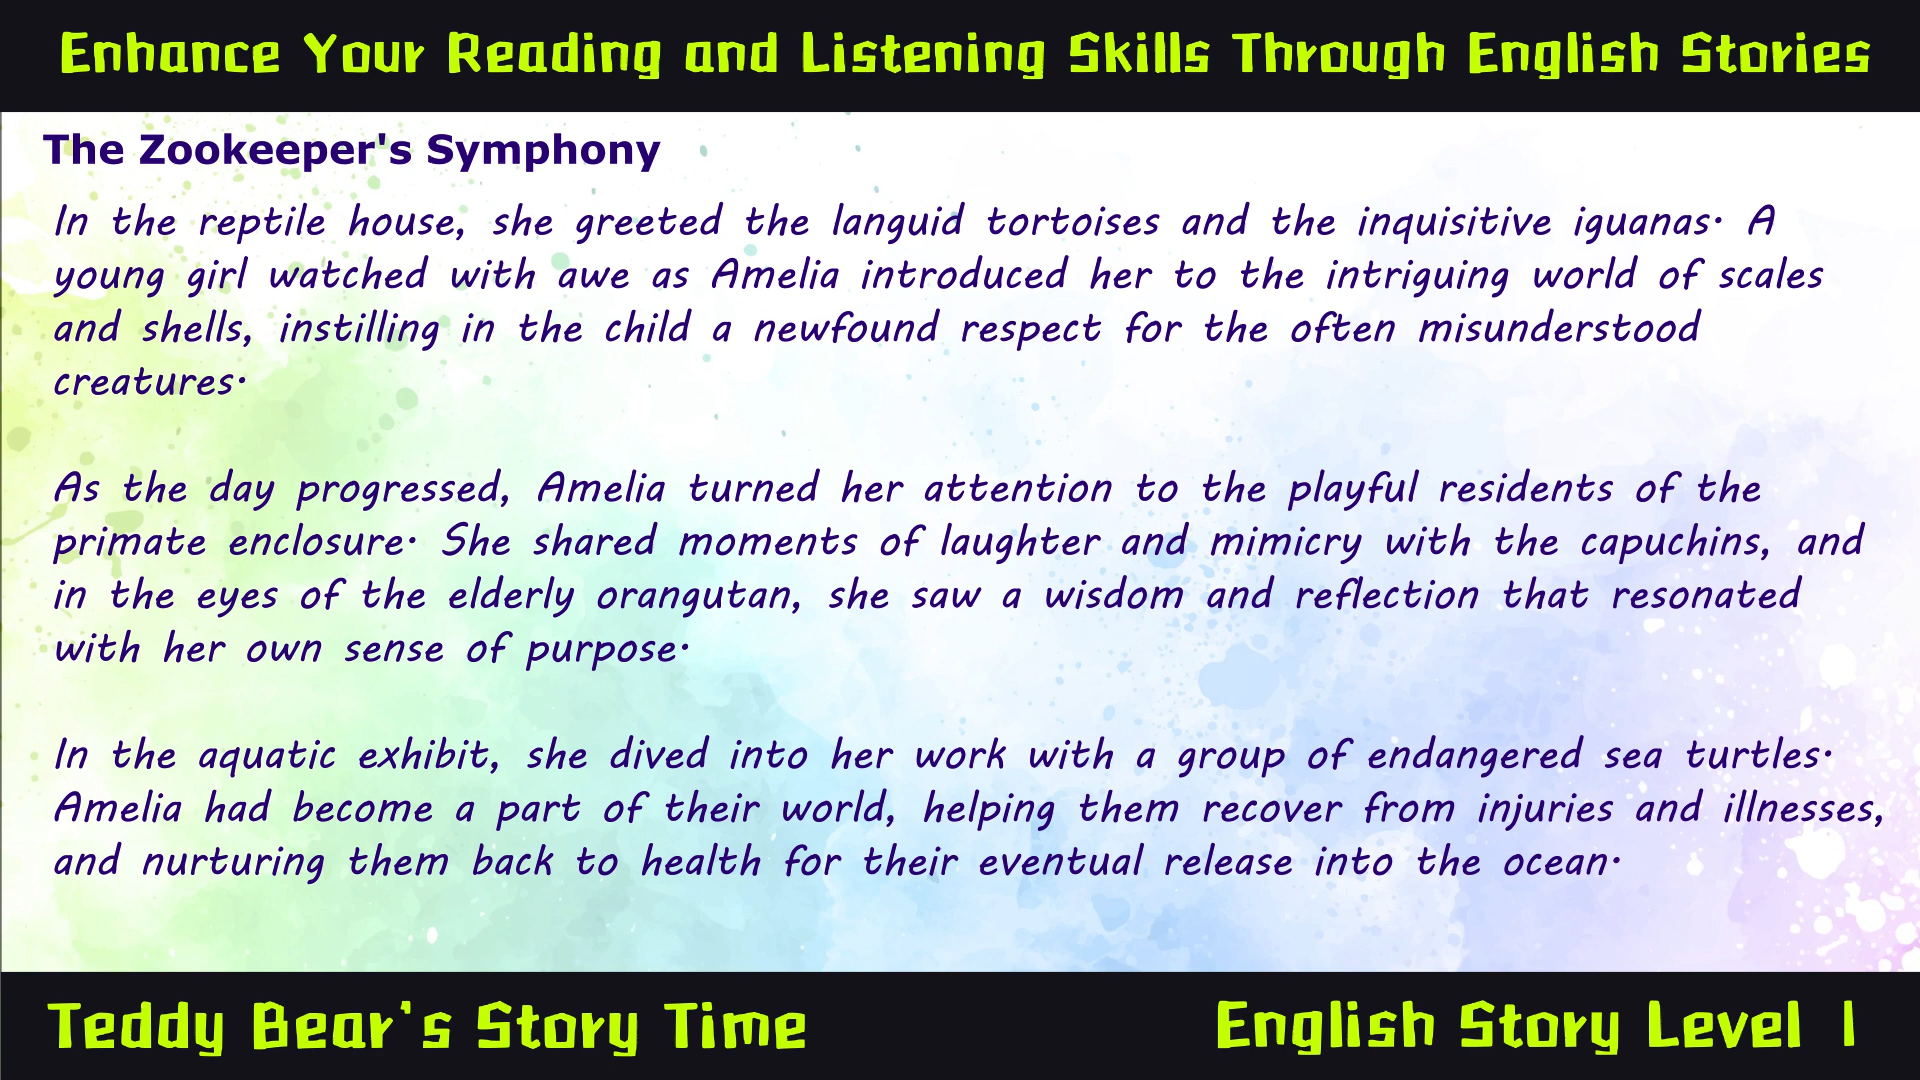 Enhance Your Reading and Listening Skills Through English Stories
The Zookeeper's Symphony
In the reptile house, she greeted the languid tortoises and the inquisitive iguanas. A
young girl watched with awe as Amelia introduced her to the intriguing world of scales
and shells, instilling in the child a newfound respect for the often misunderstood
creatures.
As the day progressed, Amelia turned her attention to the playful residents of the
primate enclosure. She shared moments of laughter and mimicry with the capuchins, and
in the eyes of the elderly orangutan, she saw a wisdom and reflection that resonated
with her own sense of purpose.
In the aquatic exhibit, she dived into her work with a group of endangered sea turtles.
Amelia had become a part of their world, helping them recover from injuries and illnesses,
and nurturing them back to health for their eventual release into the ocean.
Teddy Bear's Story Time
English Story Level 1